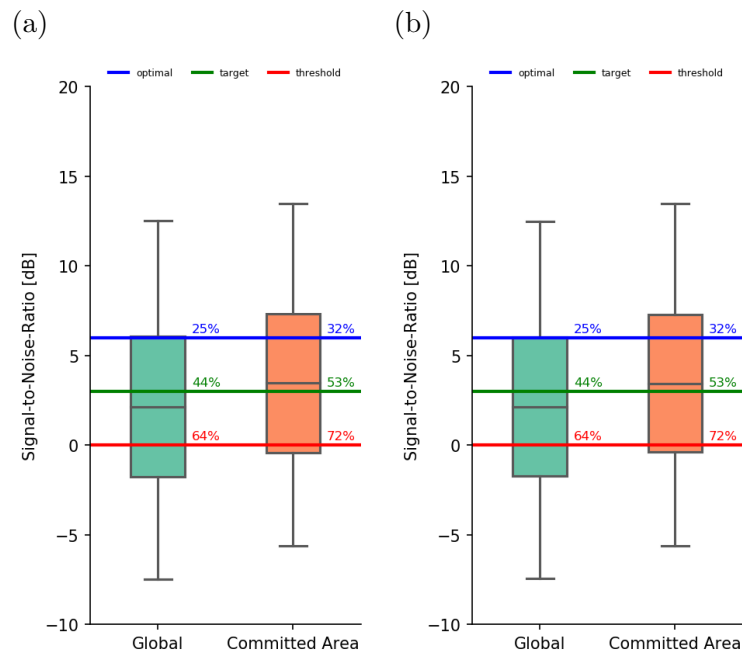 (a)
optimal target threshold
20
15
10
5
0
−5
−10
Signal-to-Noise-Ratio [dB]
25% 32%
44% 53%
64% 72%
Global Committed Area
(b)
optimal target threshold
20
15
10
5
0
−5
−10
Signal-to-Noise-Ratio [dB]
25% 32%
44% 53%
64% 72%
Global Committed Area